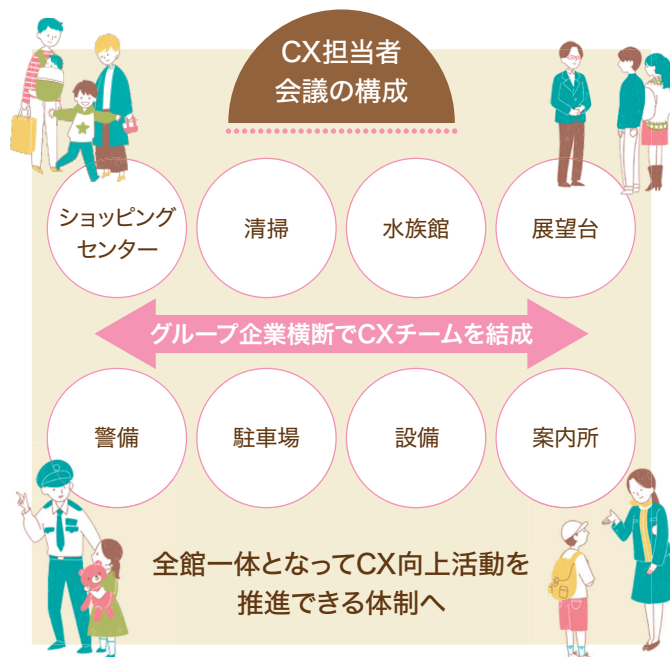 CX担当者
会議の構成
ショッピング
センター
清掃
水族館
展望台
グループ企業横断でCXチームを結成
警備
駐車場
設備
案内所
全館一体となってCX向上活動を
推進できる体制へ